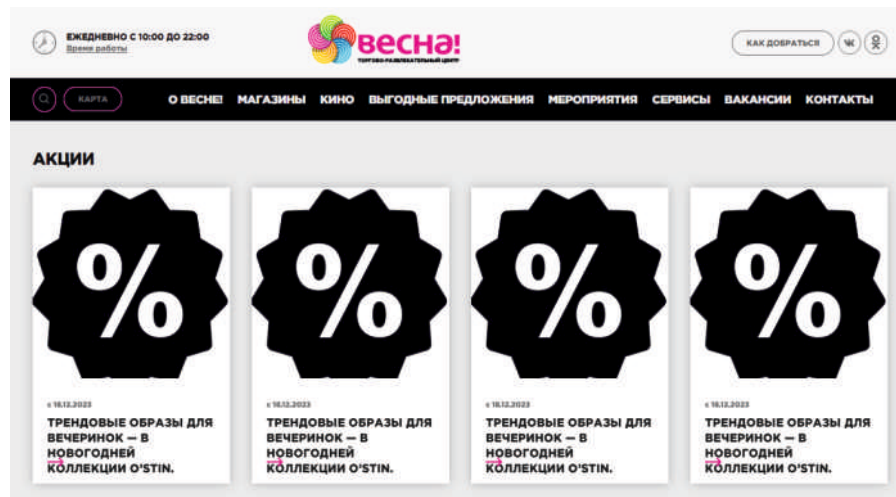 ЕЖЕДНЕВНО С 10:00 ДО 22:00
Время работы
весна!
ТОРГОВО-РАЗВЛЕКАТЕЛЬНЫЙ ЦЕНТР
КАК ДОБРАТЬСЯ
КАРТА
О ВЕСНЕ! МАГАЗИНЫ КИНО ВЫГОДНЫЕ ПРЕДЛОЖЕНИЯ МЕРОПРИЯТИЯ СЕРВИСЫ ВАКАНСИИ КОНТАКТЫ
АКЦИИ
%
с 18.12.2023
ТРЕНДОВЫЕ ОБРАЗЫ ДЛЯ
ВЕЧЕРИНОК — В
НОВОГОДНЕЙ
КОЛЛЕКЦИИ O'STIN.
%
с 18.12.2023
ТРЕНДОВЫЕ ОБРАЗЫ ДЛЯ
ВЕЧЕРИНОК — В
НОВОГОДНЕЙ
КОЛЛЕКЦИИ O'STIN.
%
с 18.12.2023
ТРЕНДОВЫЕ ОБРАЗЫ ДЛЯ
ВЕЧЕРИНОК — В
НОВОГОДНЕЙ
КОЛЛЕКЦИИ O'STIN.
%
с 18.12.2023
ТРЕНДОВЫЕ ОБРАЗЫ ДЛЯ
ВЕЧЕРИНОК — В
НОВОГОДНЕЙ
КОЛЛЕКЦИИ O'STIN.